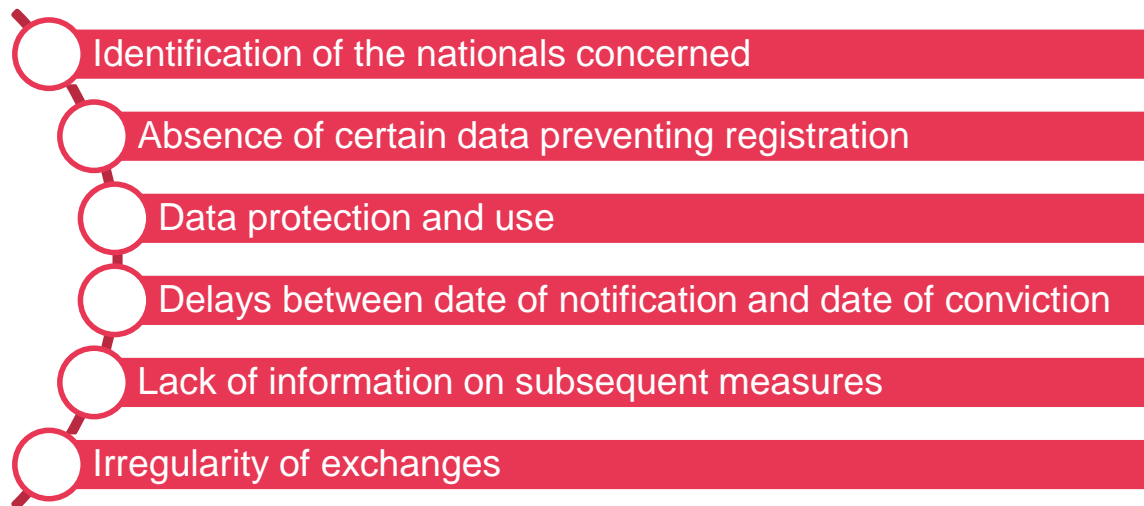 Identification of the nationals concerned
Absence of certain data preventing registration
Data protection and use
Delays between date of notification and date of conviction
Lack of information on subsequent measures
Irregularity of exchanges